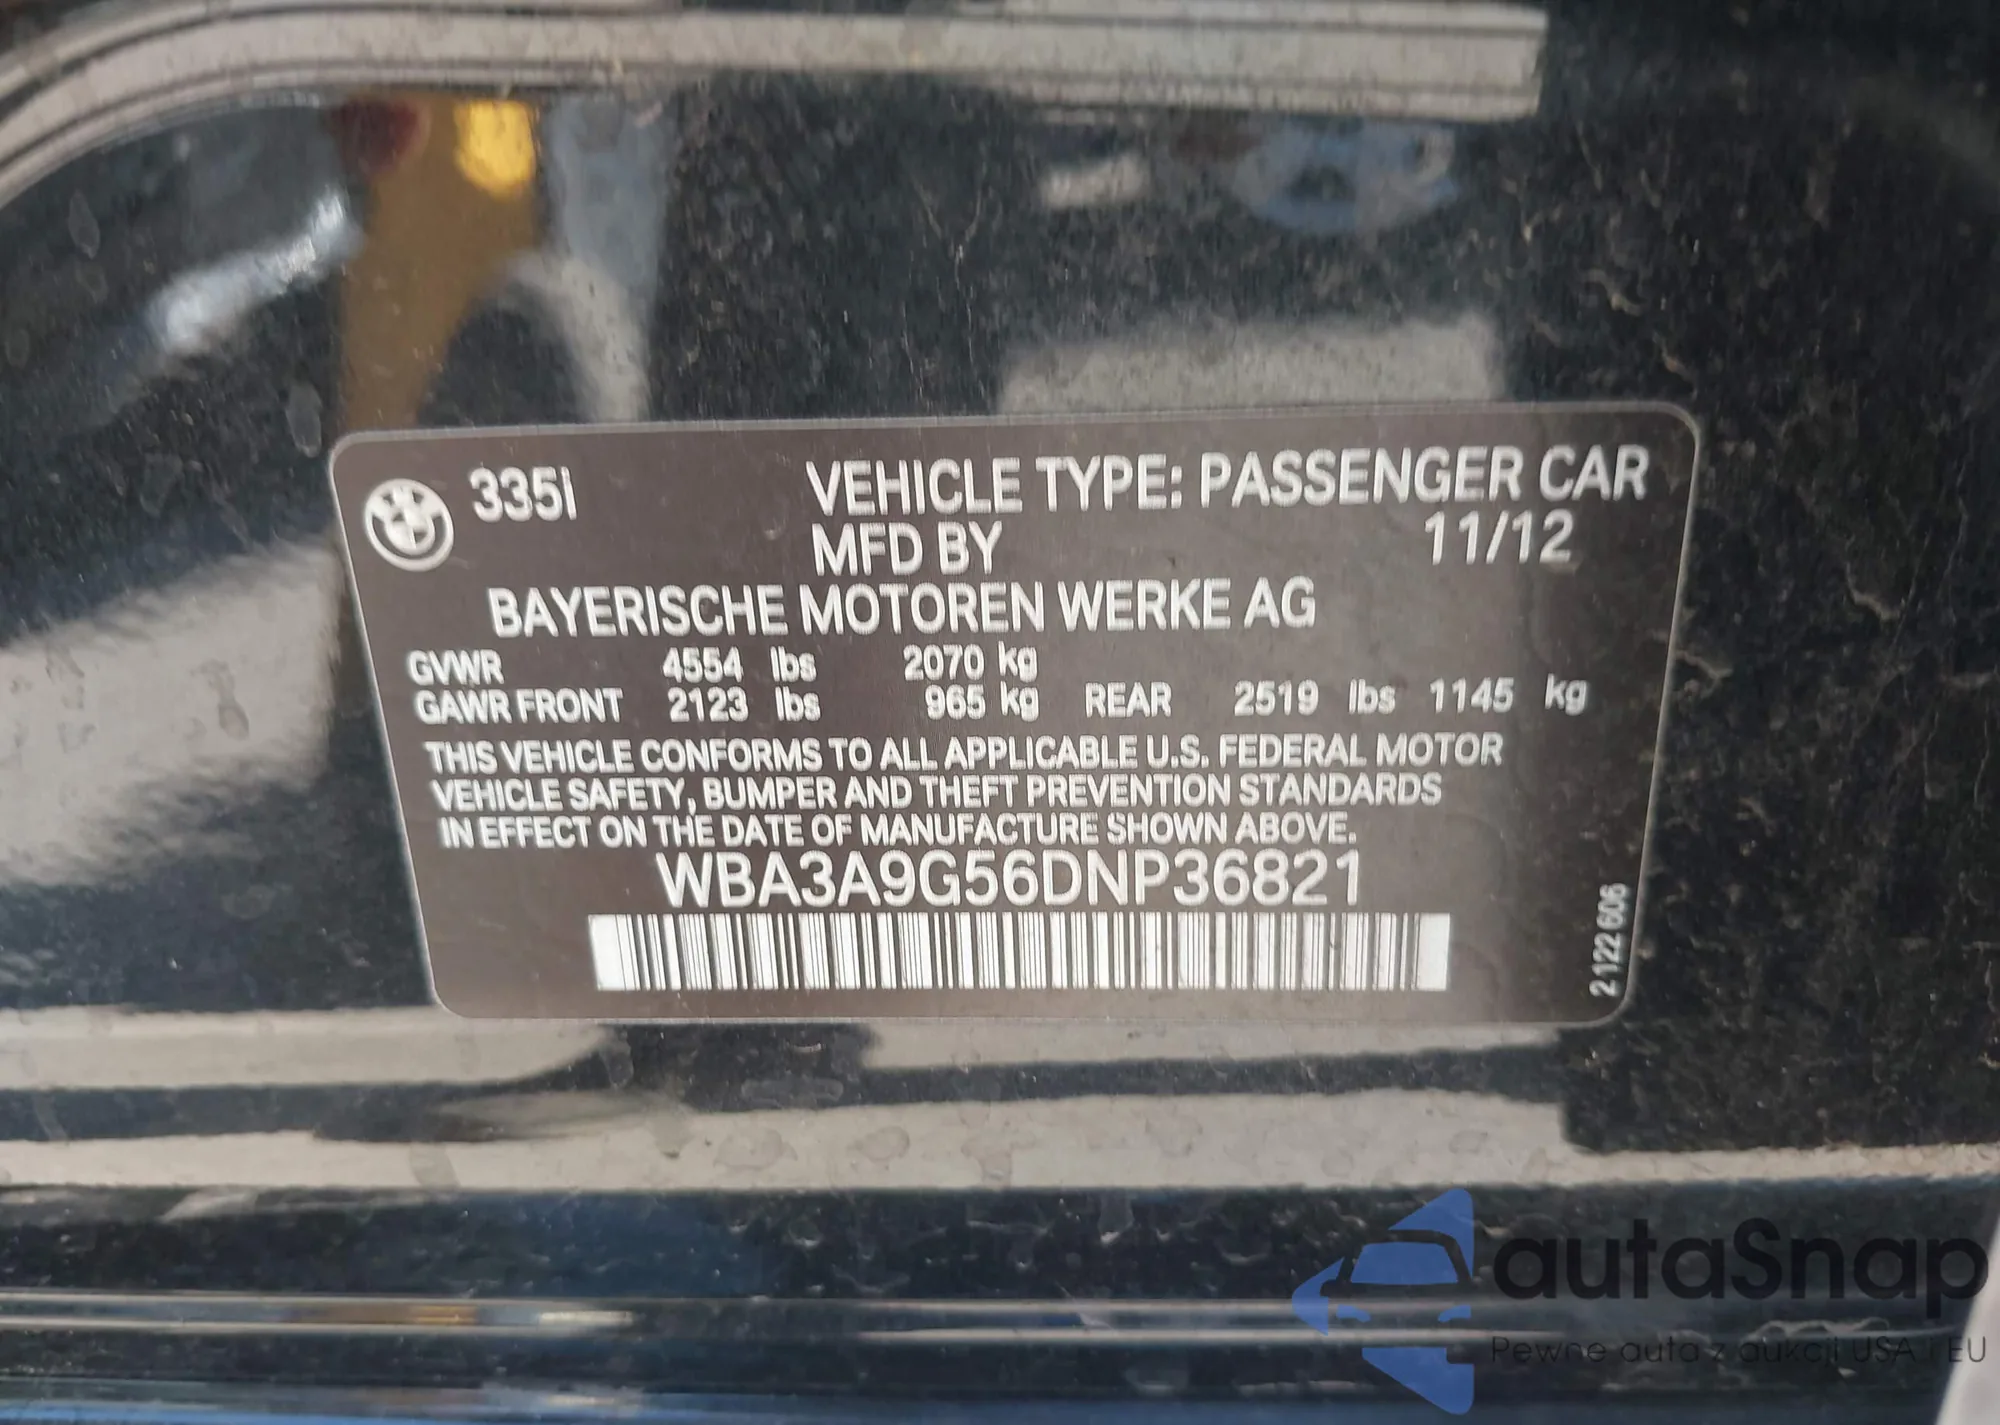 335i
VEHICLE TYPE: PASSENGER CAR
MFD BY 11/12
BAYERISCHE MOTOREN WERKE AG
GVWR 4554 lbs 2070 kg
GAWR FRONT 2123 lbs 965 kg REAR 2519 lbs 1145 kg
THIS VEHICLE CONFORMS TO ALL APPLICABLE U.S. FEDERAL MOTOR
VEHICLE SAFETY, BUMPER AND THEFT PREVENTION STANDARDS
IN EFFECT ON THE DATE OF MANUFACTURE SHOWN ABOVE.
WBA3A9G56DNP36821
2 122 606
autaSnap
Pewne auta z aukcji USA i EU